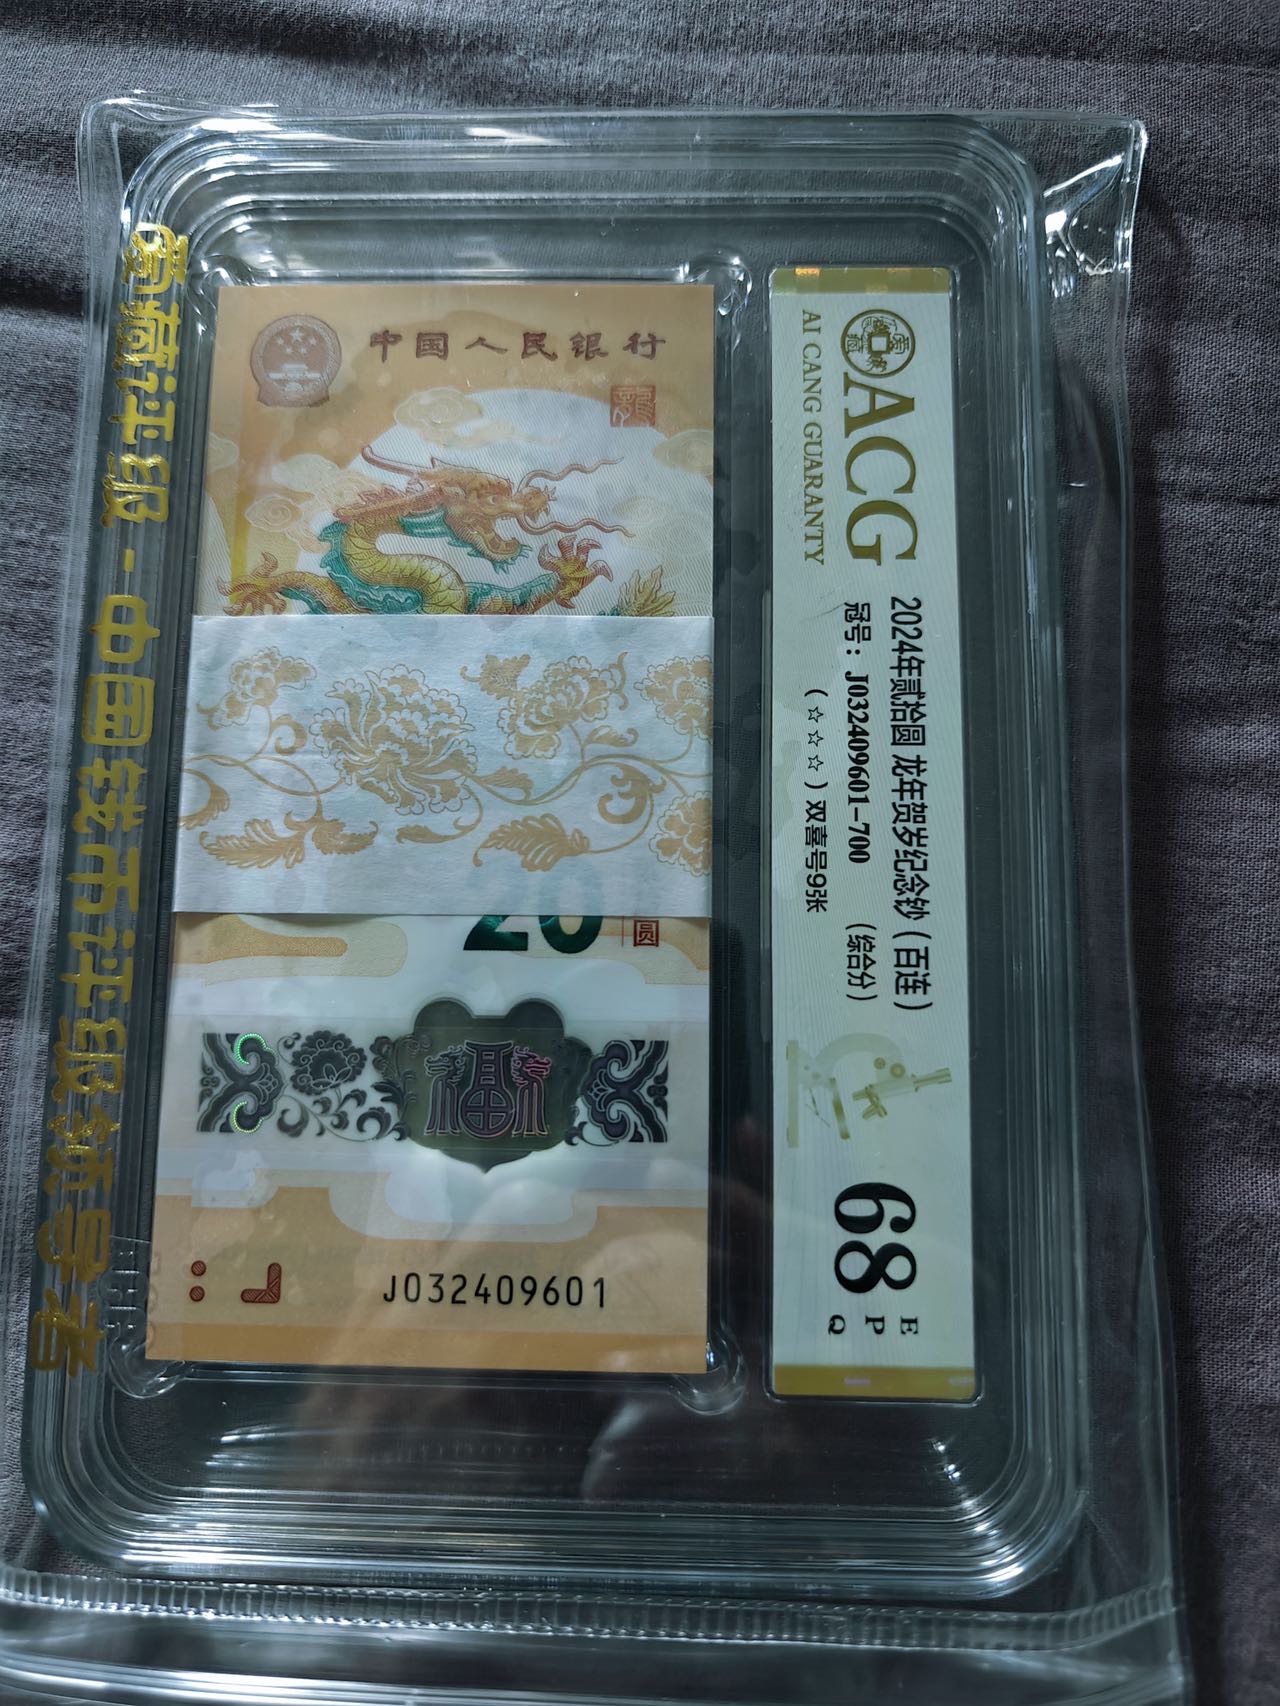 爱藏评级-中国钱币评级领导者
中国人民银行
龍
20
圆
福
J032409601
ACG
AI CANG GUARANTY
2024年贰拾圆 龙年贺岁纪念钞（百连）
冠号：J032409601-700 （综合分）
（☆☆☆）双喜号9张
68
E
P
Q